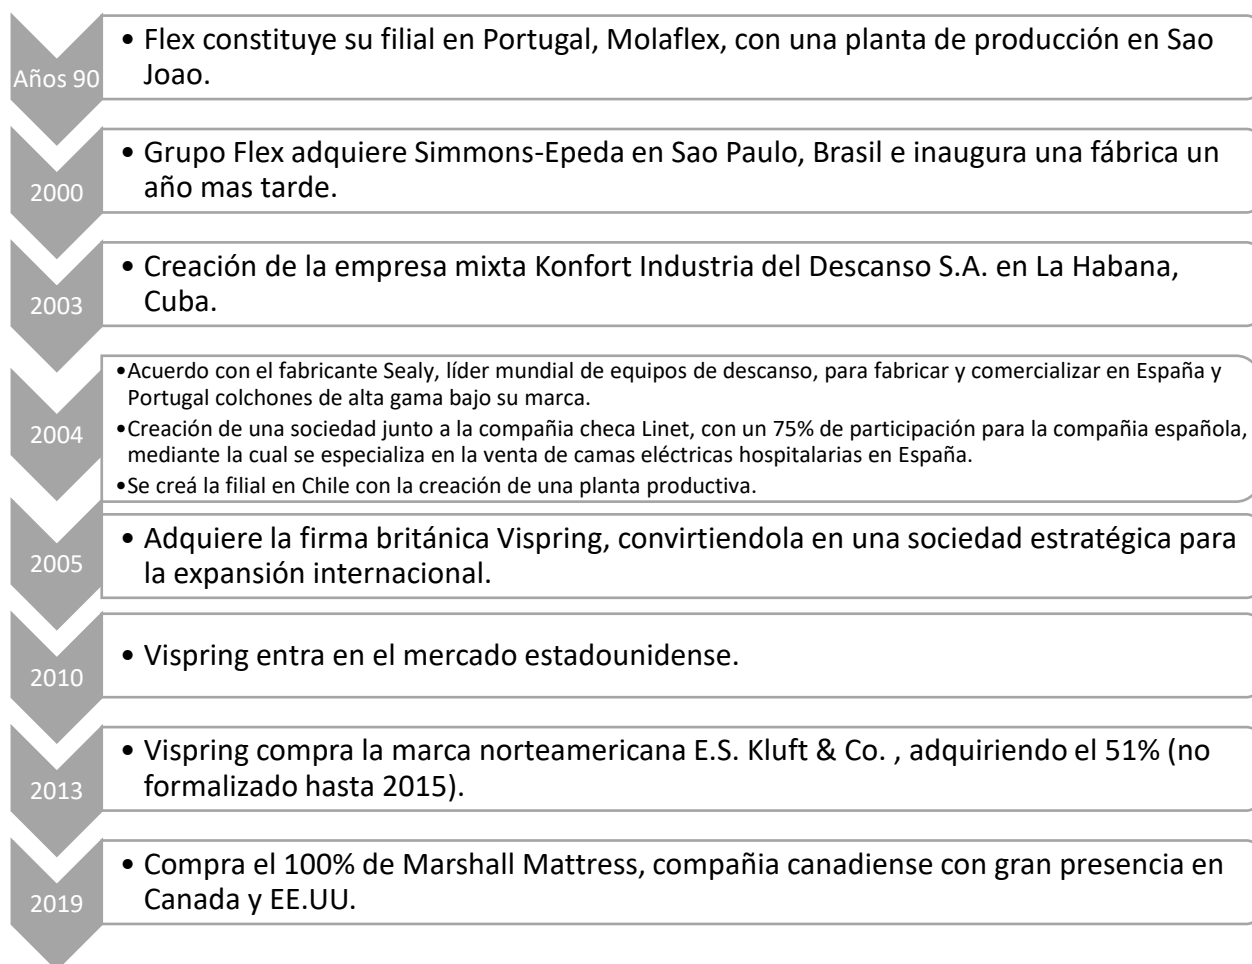 Años 90
• Flex constituye su filial en Portugal, Molaflex, con una planta de producción en Sao
Joao.
2000
• Grupo Flex adquiere Simmons-Epeda en Sao Paulo, Brasil e inaugura una fábrica un
año mas tarde.
2003
• Creación de la empresa mixta Konfort Industria del Descanso S.A. en La Habana,
Cuba.
2004
•Acuerdo con el fabricante Sealy, líder mundial de equipos de descanso, para fabricar y comercializar en España y
Portugal colchones de alta gama bajo su marca.
•Creación de una sociedad junto a la compañia checa Linet, con un 75% de participación para la compañia española,
mediante la cual se especializa en la venta de camas eléctricas hospitalarias en España.
•Se creá la filial en Chile con la creación de una planta productiva.
2005
• Adquiere la firma británica Vispring, convirtiendola en una sociedad estratégica para
la expansión internacional.
2010
• Vispring entra en el mercado estadounidense.
2013
• Vispring compra la marca norteamericana E.S. Kluft & Co. , adquiriendo el 51% (no
formalizado hasta 2015).
2019
• Compra el 100% de Marshall Mattress, compañia canadiense con gran presencia en
Canada y EE.UU.